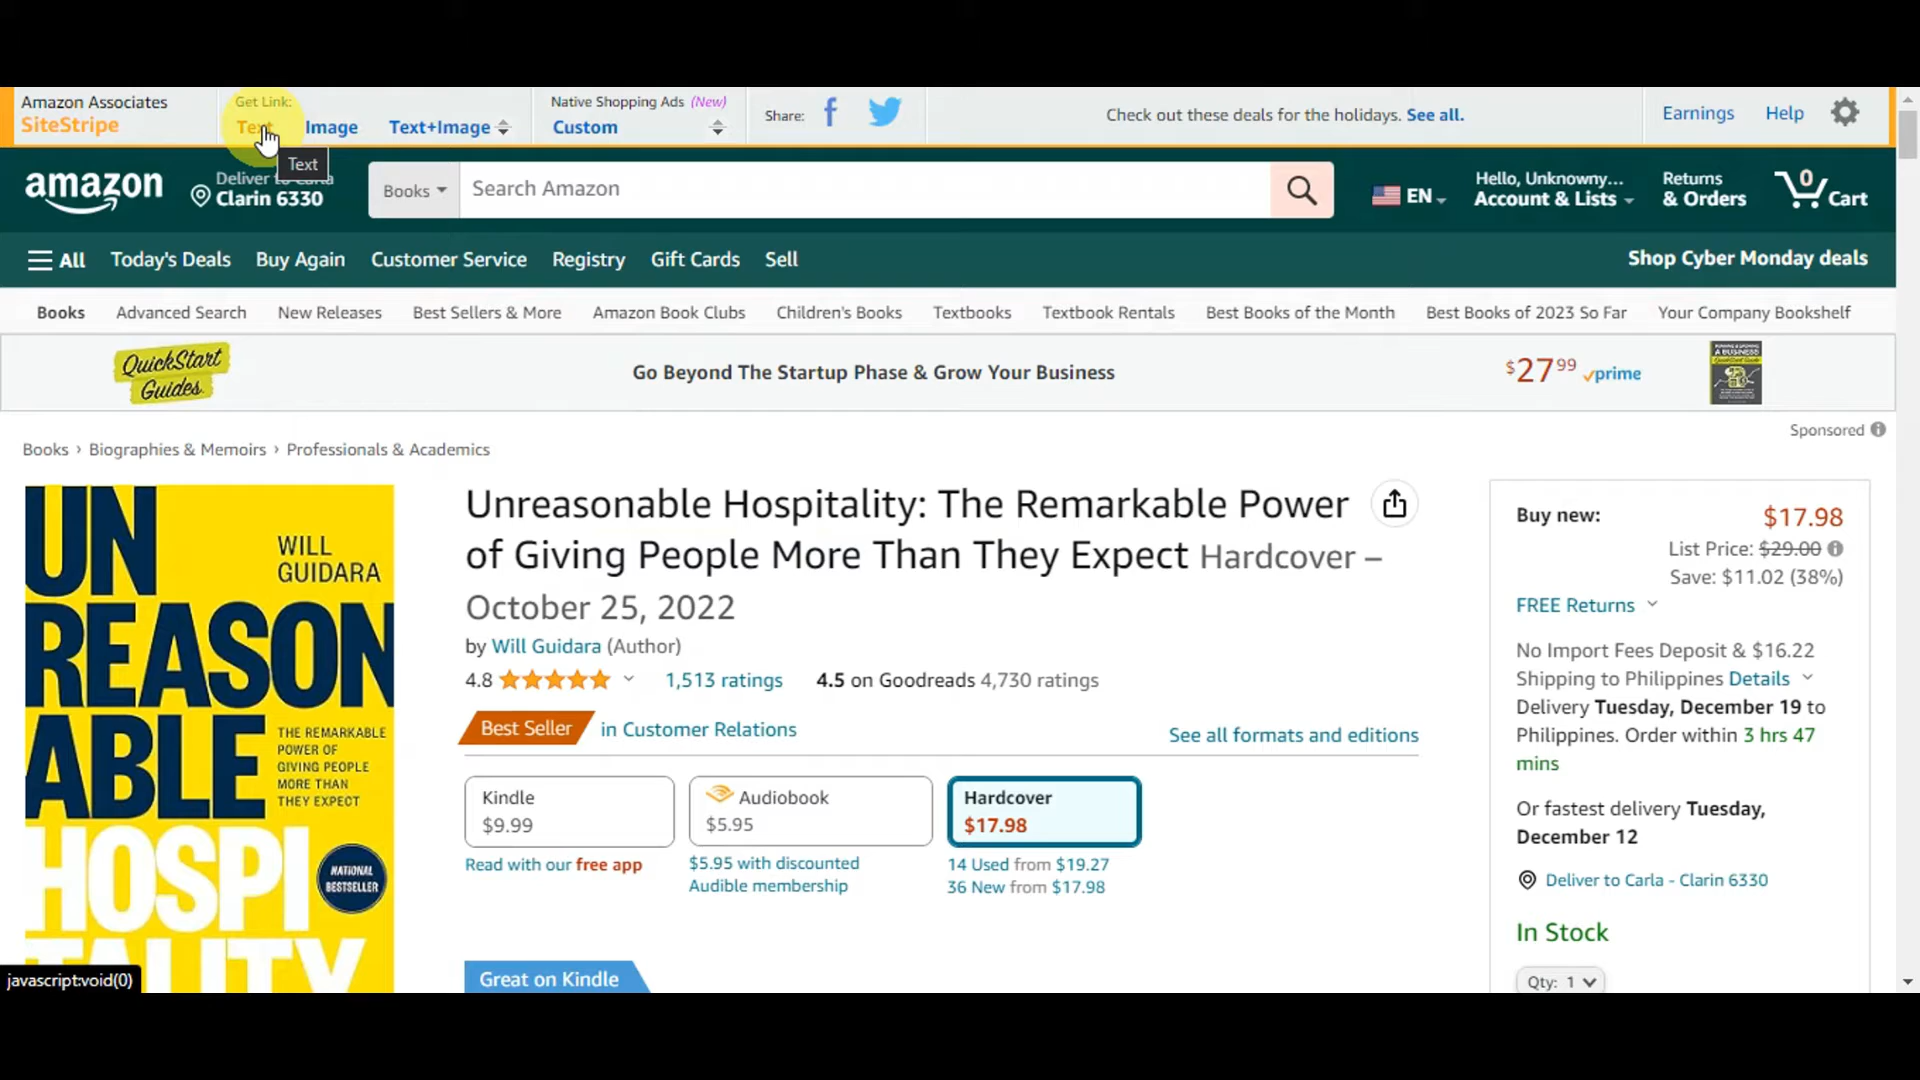 Amazon Associates
SiteStripe
Get Link:
Text
Image
Text+Image
Native Shopping Ads (New)
Custom
Share:
Check out these deals for the holidays. See all.
Earnings
Help
Text
amazon
Deliver to Carla
Clarin 6330
Books
Search Amazon
EN
Hello, Unknowny...
Account & Lists
Returns
& Orders
0
Cart
All
Today's Deals
Buy Again
Customer Service
Registry
Gift Cards
Sell
Shop Cyber Monday deals
Books
Advanced Search
New Releases
Best Sellers & More
Amazon Book Clubs
Children's Books
Textbooks
Textbook Rentals
Best Books of the Month
Best Books of 2023 So Far
Your Company Bookshelf
QuickStart
Guides
Go Beyond The Startup Phase & Grow Your Business
$27.99 prime
Sponsored
Books › Biographies & Memoirs › Professionals & Academics
UN
REASON
ABLE
HOSPI
TALITY
WILL
GUIDARA
THE REMARKABLE
POWER OF
GIVING PEOPLE
MORE THAN
THEY EXPECT
NATIONAL
BESTSELLER
Unreasonable Hospitality: The Remarkable Power
of Giving People More Than They Expect Hardcover –
October 25, 2022
by Will Guidara (Author)
4.8
1,513 ratings
4.5 on Goodreads 4,730 ratings
Best Seller in Customer Relations
See all formats and editions
Kindle
$9.99
Read with our free app
Audiobook
$5.95
$5.95 with discounted
Audible membership
Hardcover
$17.98
14 Used from $19.27
36 New from $17.98
Great on Kindle
Buy new:
$17.98
List Price: $29.00
Save: $11.02 (38%)
FREE Returns
No Import Fees Deposit & $16.22
Shipping to Philippines Details
Delivery Tuesday, December 19 to
Philippines. Order within 3 hrs 47
mins
Or fastest delivery Tuesday,
December 12
Deliver to Carla - Clarin 6330
In Stock
Qty: 1
javascript:void(0)